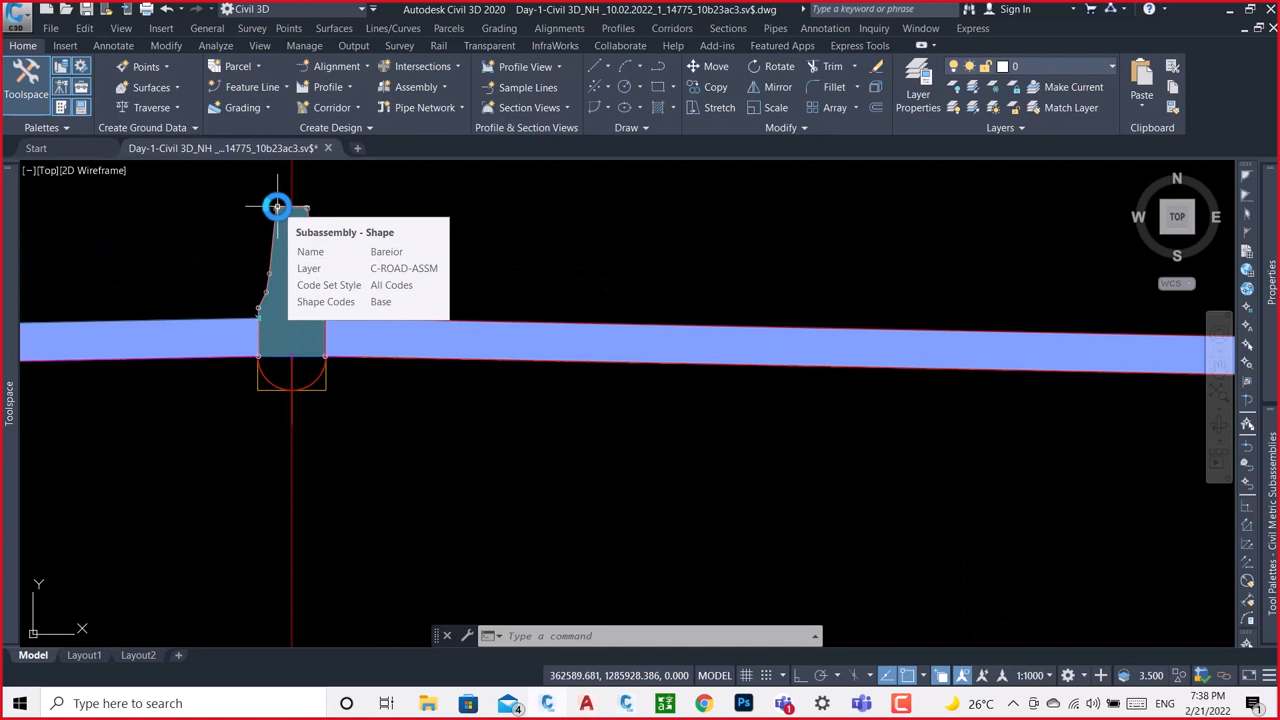 C3D
Civil 3D
Autodesk Civil 3D 2020
Day-1-Civil 3D_NH _10.02.2022_1_14775_10b23ac3.sv$.dwg
Type a keyword or phrase
Sign In
File Edit View Insert General Survey Points Surfaces Lines/Curves Parcels Grading Alignments Profiles Corridors Sections Pipes Annotation Inquiry Window Express
Home Insert Annotate Modify Analyze View Manage Output Survey Rail Transparent InfraWorks Collaborate Help Add-ins Featured Apps Express Tools
Toolspace
Points
Surfaces
Traverse
Parcel
Feature Line
Grading
Alignment
Profile
Corridor
Intersections
Assembly
Pipe Network
Profile View
Sample Lines
Section Views
Move
Copy
Stretch
Rotate
Mirror
Scale
Trim
Fillet
Array
Layer
Properties
0
Make Current
Match Layer
Paste
Palettes
Create Ground Data
Create Design
Profile & Section Views
Draw
Modify
Layers
Clipboard
Start
Day-1-Civil 3D_NH _...14775_10b23ac3.sv$*
[−][Top][2D Wireframe]
N
W TOP E
S
WCS
Subassembly - Shape
Name Bareior
Layer C-ROAD-ASSM
Code Set Style All Codes
Shape Codes Base
Toolspace
Properties
Tool Palettes - Civil Metric Subassemblies
Y
X
Type a command
Model Layout1 Layout2
362589.681, 1285928.386, 0.000 MODEL 1:1000 3.500
Type here to search
4
1
26°C
ENG
7:38 PM
2/21/2022
1